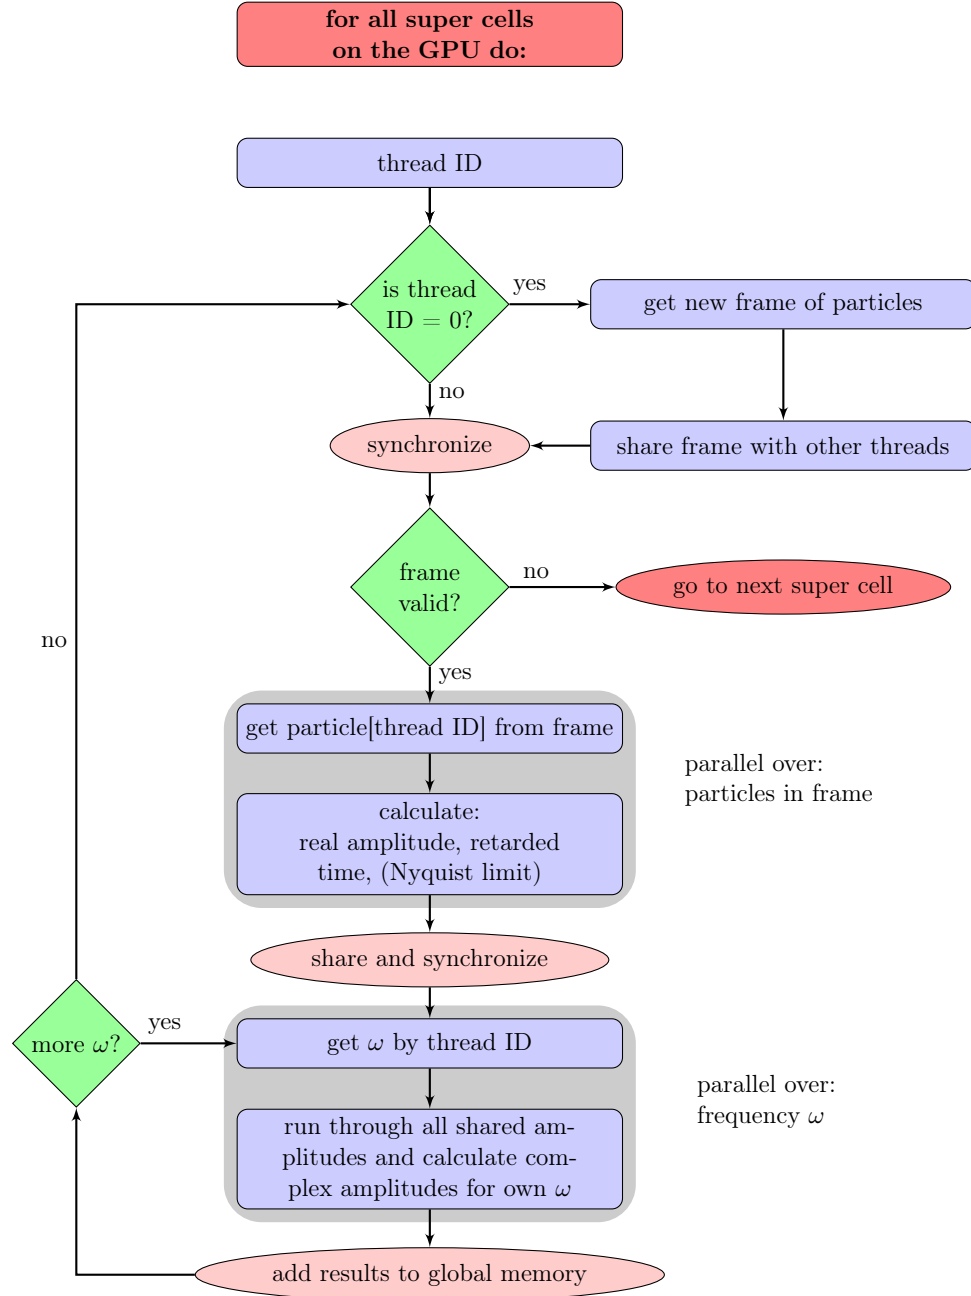 for all super cells
on the GPU do:
thread ID
is thread
ID = 0?
yes
get new frame of particles
no
synchronize
share frame with other threads
frame
valid?
no
go to next super cell
no
yes
get particle[thread ID] from frame
parallel over:
particles in frame
calculate:
real amplitude, retarded
time, (Nyquist limit)
share and synchronize
more ω?
yes
get ω by thread ID
parallel over:
frequency ω
run through all shared am-
plitudes and calculate com-
plex amplitudes for own ω
add results to global memory